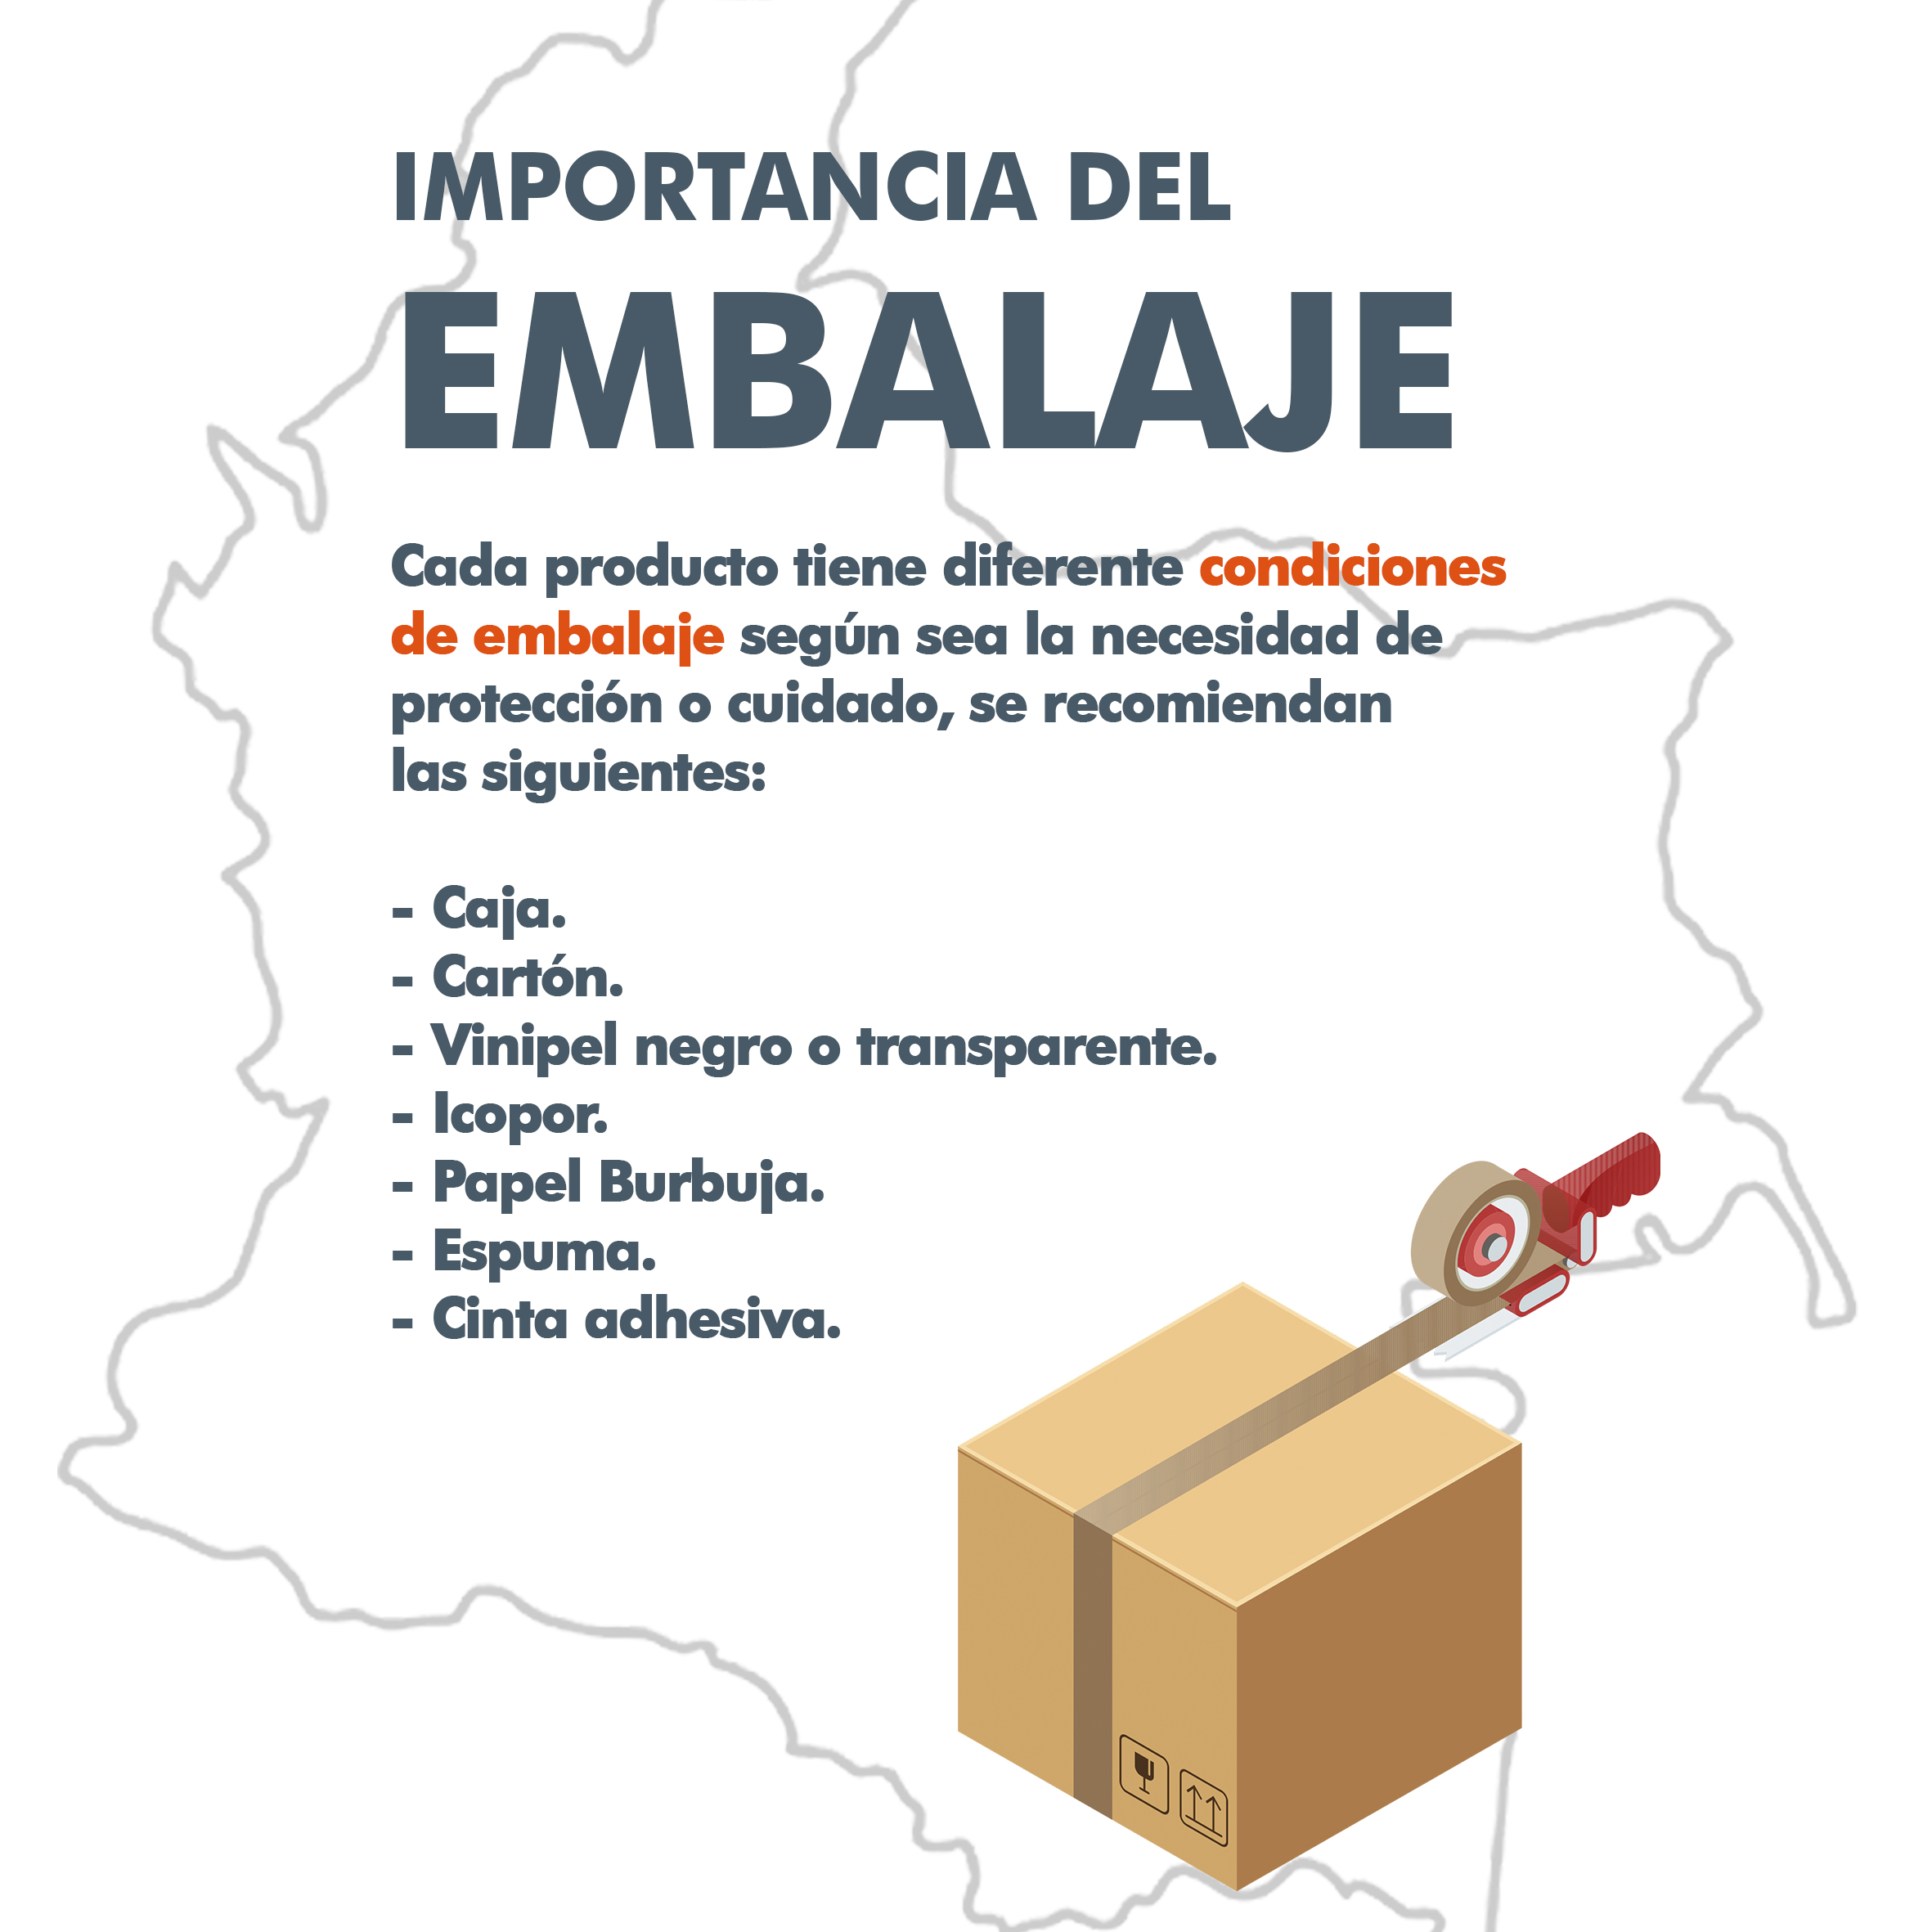 IMPORTANCIA DEL
EMBALAJE
Cada producto tiene diferente condiciones
de embalaje según sea la necesidad de
protección o cuidado, se recomiendan
las siguientes:
- Caja.
- Cartón.
- Vinipel negro o transparente.
- Icopor.
- Papel Burbuja.
- Espuma.
- Cinta adhesiva.